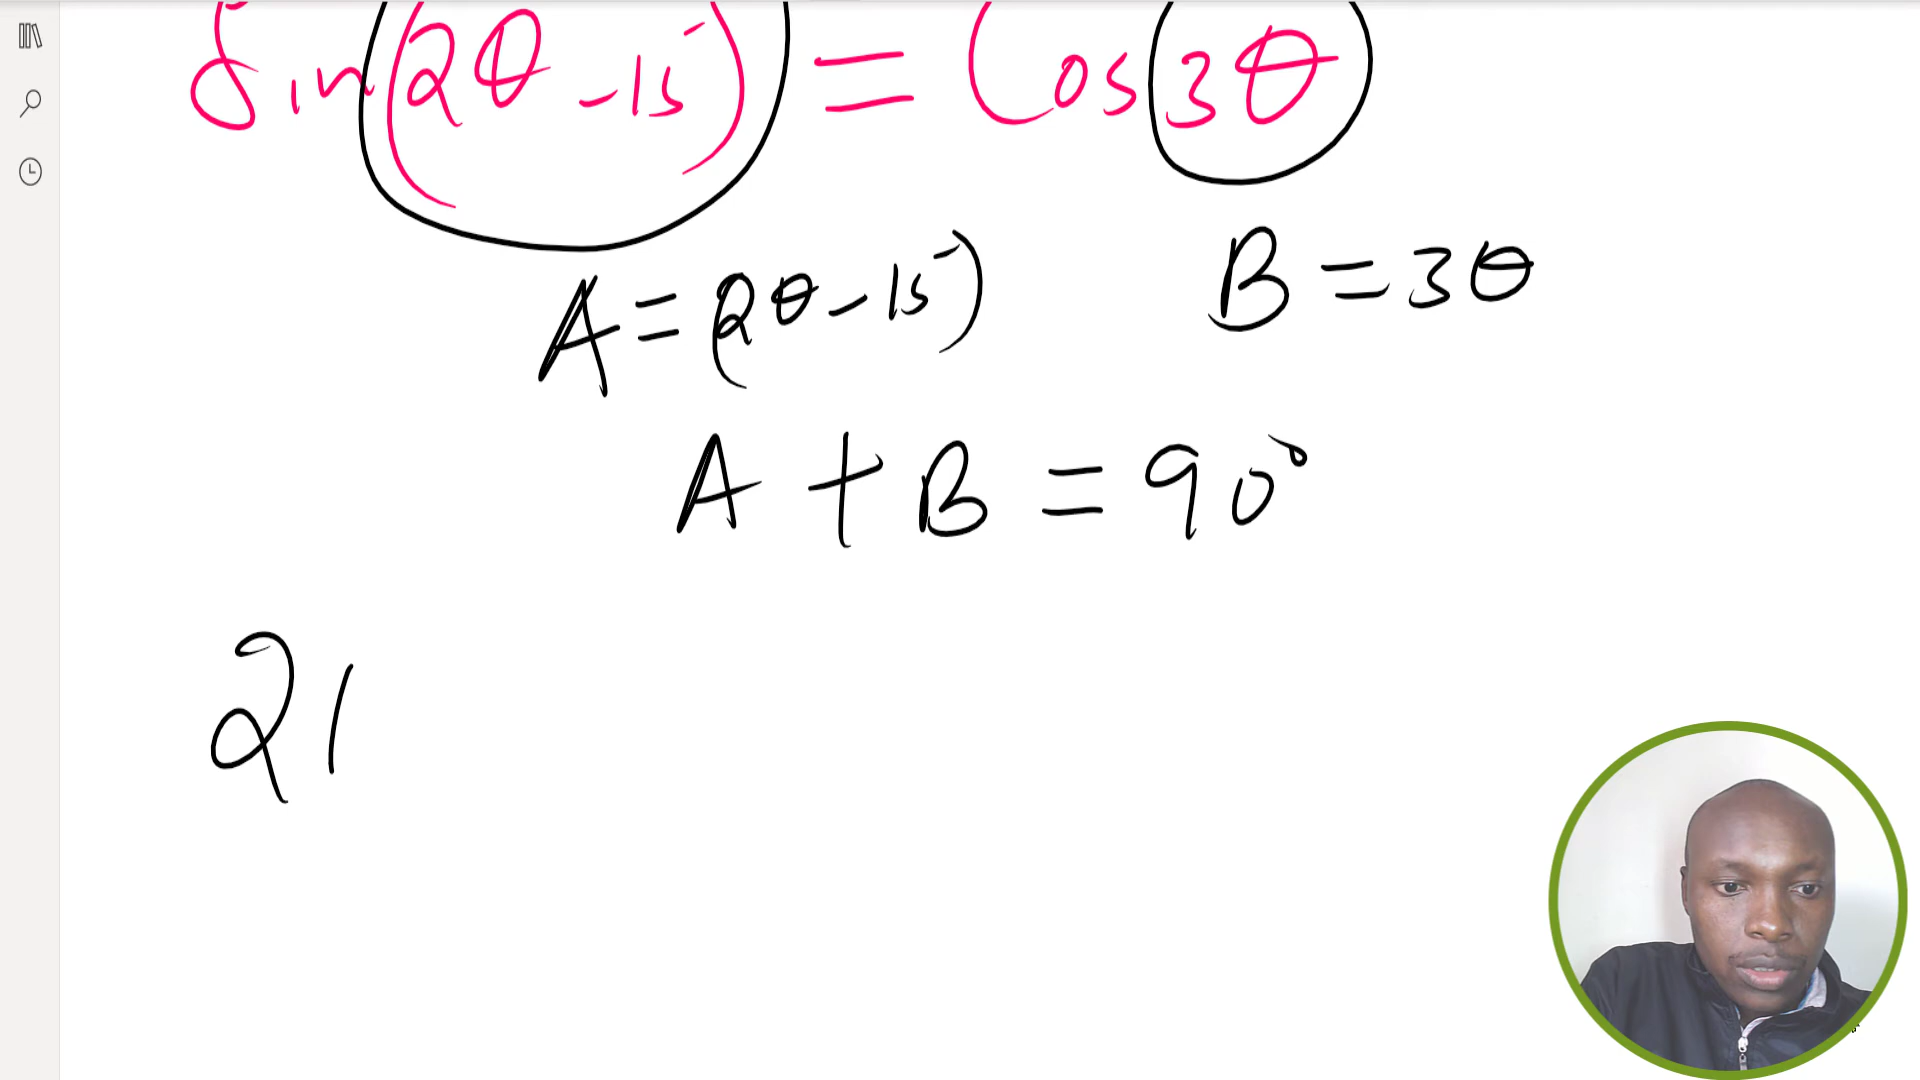 Sin(2θ-15) = Cos3θ
A=(2θ-15) B=3θ
A+B=90°
21